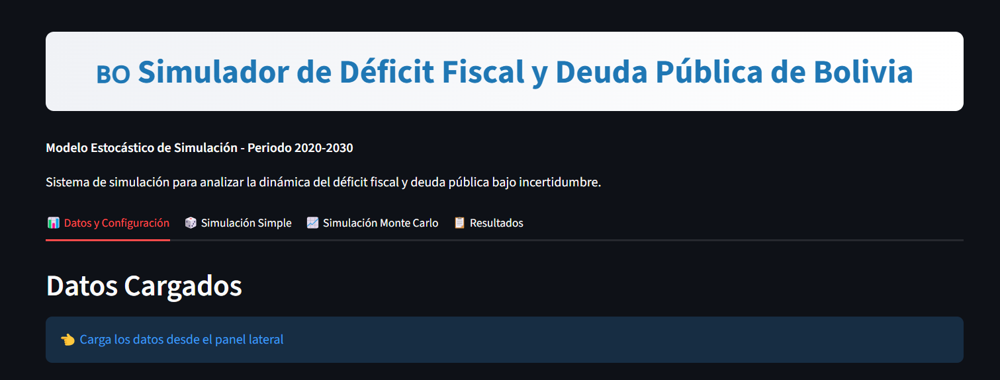 BO Simulador de Déficit Fiscal y Deuda Pública de Bolivia
Modelo Estocástico de Simulación - Periodo 2020-2030
Sistema de simulación para analizar la dinámica del déficit fiscal y deuda pública bajo incertidumbre.
📊 Datos y Configuración 🎲 Simulación Simple 📈 Simulación Monte Carlo 📋 Resultados
Datos Cargados
👈 Carga los datos desde el panel lateral